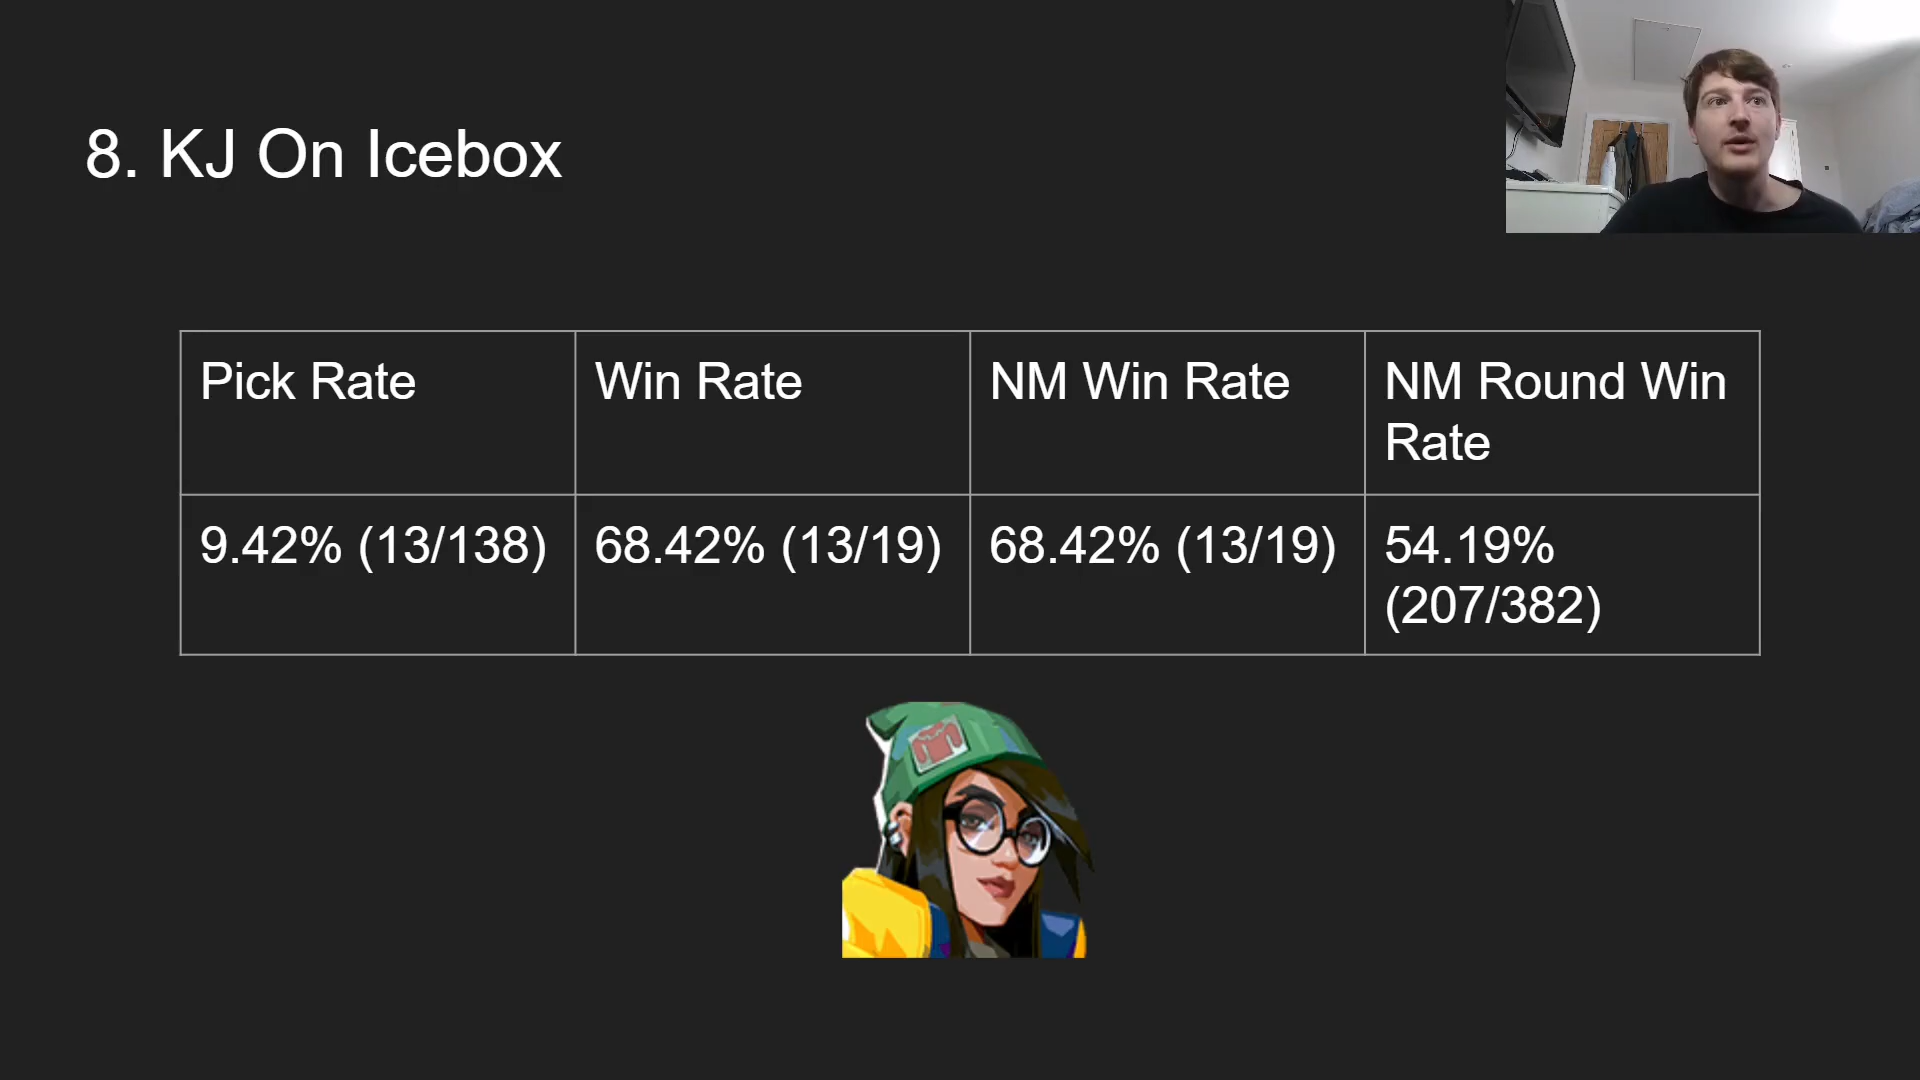 8. KJ On Icebox
Pick Rate
Win Rate
NM Win Rate
NM Round Win
Rate
9.42% (13/138)
68.42% (13/19)
68.42% (13/19)
54.19%
(207/382)